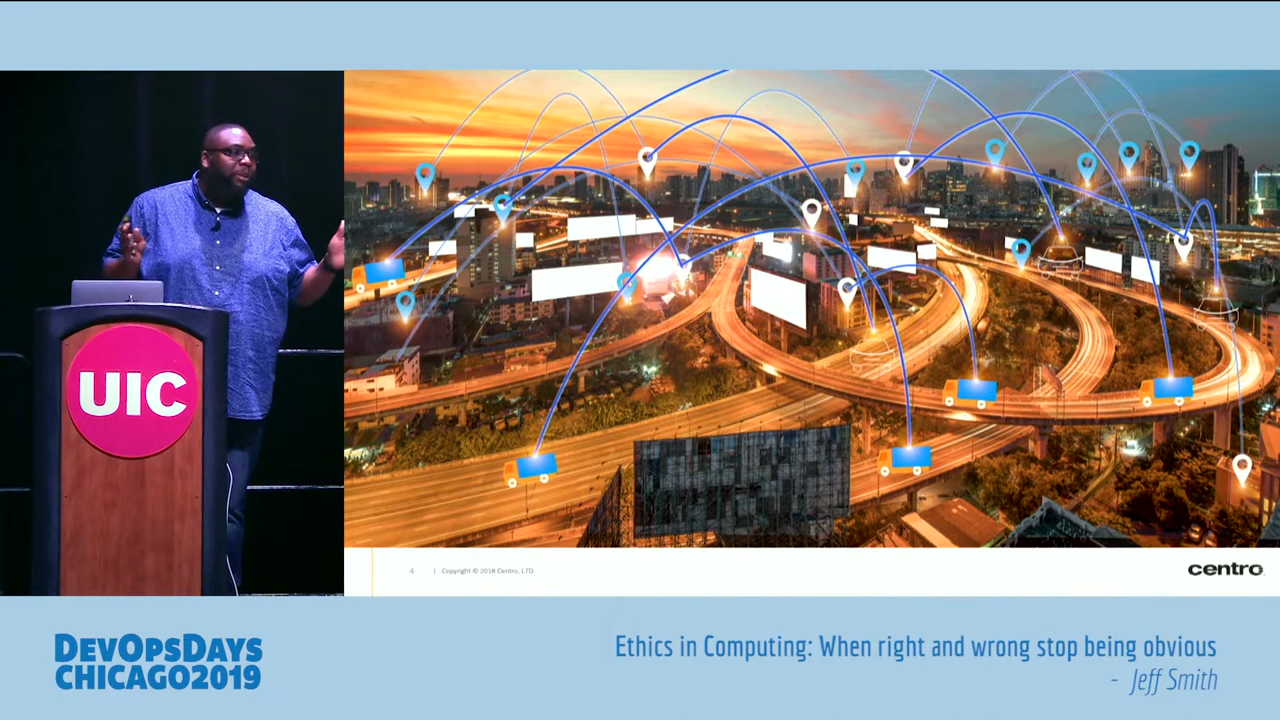 UIC
4 | Copyright © 2018 Centro, LTD.
centro
DEVOPSDAYS
CHICAGO2019
Ethics in Computing: When right and wrong stop being obvious
- Jeff Smith